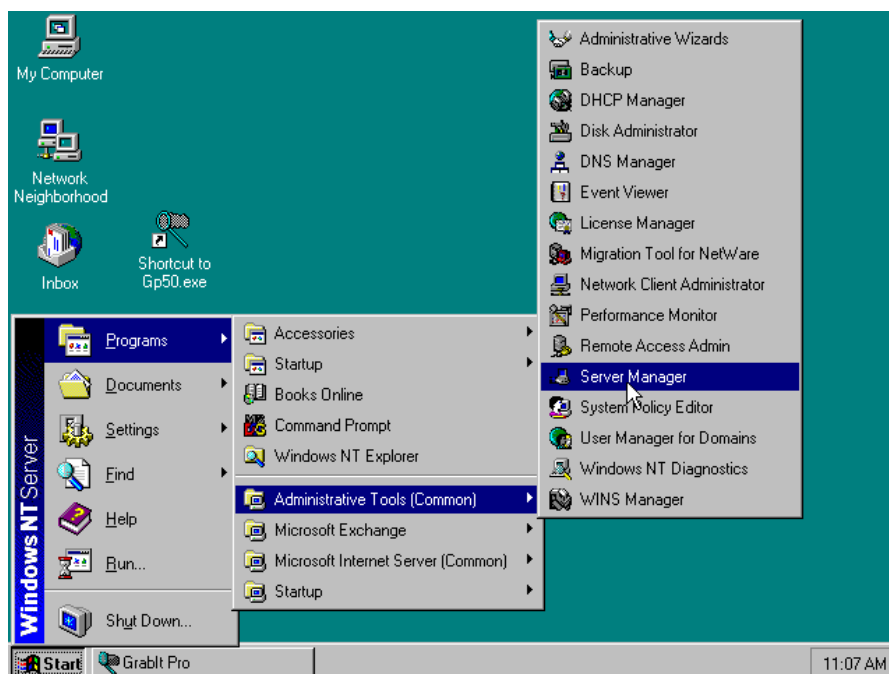 My Computer
Network
Neighborhood
Inbox
Shortcut to
Gp50.exe
Windows NT Server
Programs
Documents
Settings
Find
Help
Run...
Shut Down...
Accessories
Startup
Books Online
Command Prompt
Windows NT Explorer
Administrative Tools (Common)
Microsoft Exchange
Microsoft Internet Server (Common)
Startup
Administrative Wizards
Backup
DHCP Manager
Disk Administrator
DNS Manager
Event Viewer
License Manager
Migration Tool for NetWare
Network Client Administrator
Performance Monitor
Remote Access Admin
Server Manager
System Policy Editor
User Manager for Domains
Windows NT Diagnostics
WINS Manager
Start
GrabIt Pro
11:07 AM